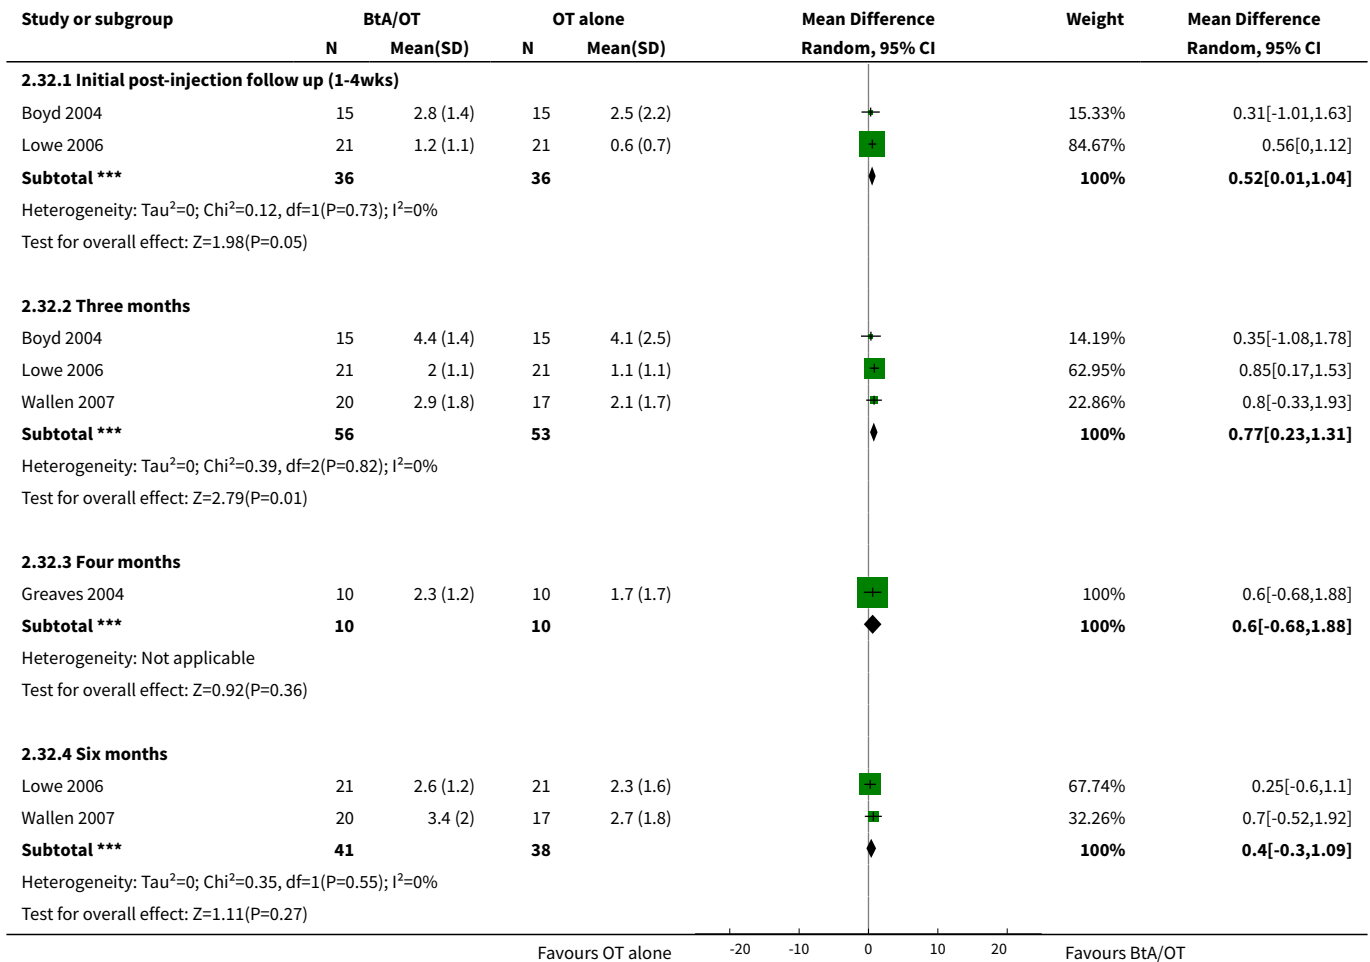 Study or subgroup BtA/OT OT alone Mean Difference Weight Mean Difference
N Mean(SD) N Mean(SD) Random, 95% CI Random, 95% CI
2.32.1 Initial post-injection follow up (1-4wks)
Boyd 2004 15 2.8 (1.4) 15 2.5 (2.2) 15.33% 0.31[-1.01,1.63]
Lowe 2006 21 1.2 (1.1) 21 0.6 (0.7) 84.67% 0.56[0,1.12]
Subtotal *** 36 36 100% 0.52[0.01,1.04]
Heterogeneity: Tau²=0; Chi²=0.12, df=1(P=0.73); I²=0%
Test for overall effect: Z=1.98(P=0.05)
2.32.2 Three months
Boyd 2004 15 4.4 (1.4) 15 4.1 (2.5) 14.19% 0.35[-1.08,1.78]
Lowe 2006 21 2 (1.1) 21 1.1 (1.1) 62.95% 0.85[0.17,1.53]
Wallen 2007 20 2.9 (1.8) 17 2.1 (1.7) 22.86% 0.8[-0.33,1.93]
Subtotal *** 56 53 100% 0.77[0.23,1.31]
Heterogeneity: Tau²=0; Chi²=0.39, df=2(P=0.82); I²=0%
Test for overall effect: Z=2.79(P=0.01)
2.32.3 Four months
Greaves 2004 10 2.3 (1.2) 10 1.7 (1.7) 100% 0.6[-0.68,1.88]
Subtotal *** 10 10 100% 0.6[-0.68,1.88]
Heterogeneity: Not applicable
Test for overall effect: Z=0.92(P=0.36)
2.32.4 Six months
Lowe 2006 21 2.6 (1.2) 21 2.3 (1.6) 67.74% 0.25[-0.6,1.1]
Wallen 2007 20 3.4 (2) 17 2.7 (1.8) 32.26% 0.7[-0.52,1.92]
Subtotal *** 41 38 100% 0.4[-0.3,1.09]
Heterogeneity: Tau²=0; Chi²=0.35, df=1(P=0.55); I²=0%
Test for overall effect: Z=1.11(P=0.27)
Favours OT alone -20 -10 0 10 20 Favours BtA/OT